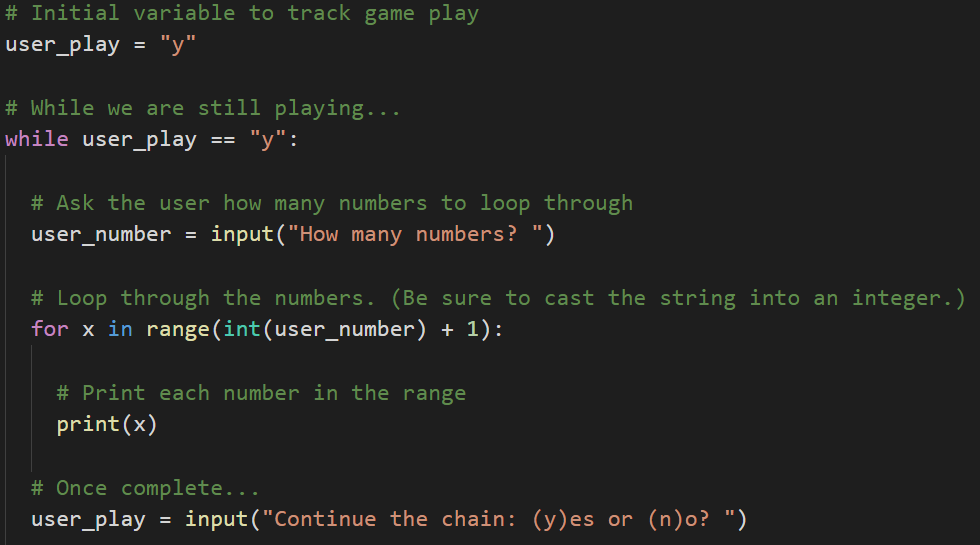 # Initial variable to track game play
user_play = "y"
# While we are still playing...
while user_play == "y":
# Ask the user how many numbers to loop through
user_number = input("How many numbers? ")
# Loop through the numbers. (Be sure to cast the string into an integer.)
for x in range(int(user_number) + 1):
# Print each number in the range
print(x)
# Once complete...
user_play = input("Continue the chain: (y)es or (n)o? ")